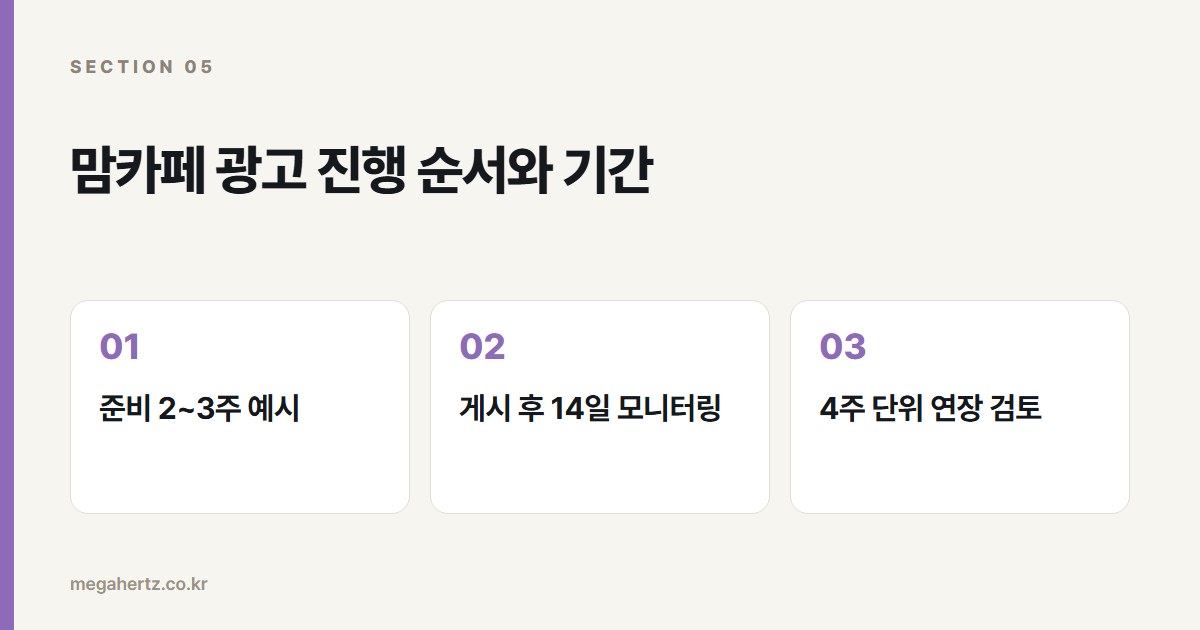 SECTION 05
맘카페 광고 진행 순서와 기간
01
준비 2~3주 예시
02
게시 후 14일 모니터링
03
4주 단위 연장 검토
megahertz.co.kr